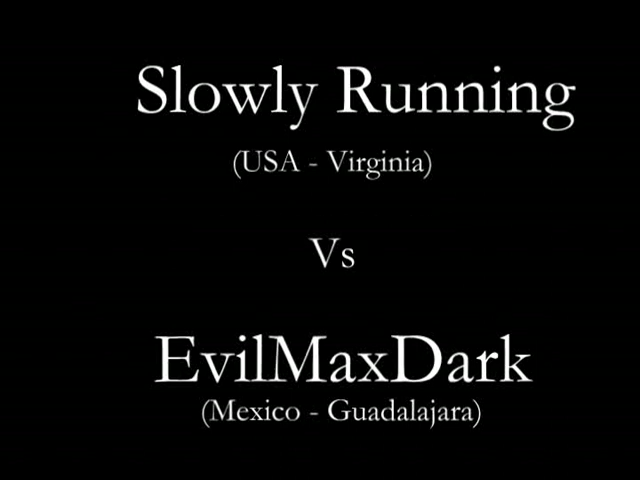 Slowly Running
(USA - Virginia)
Vs
EvilMaxDark
(Mexico - Guadalajara)